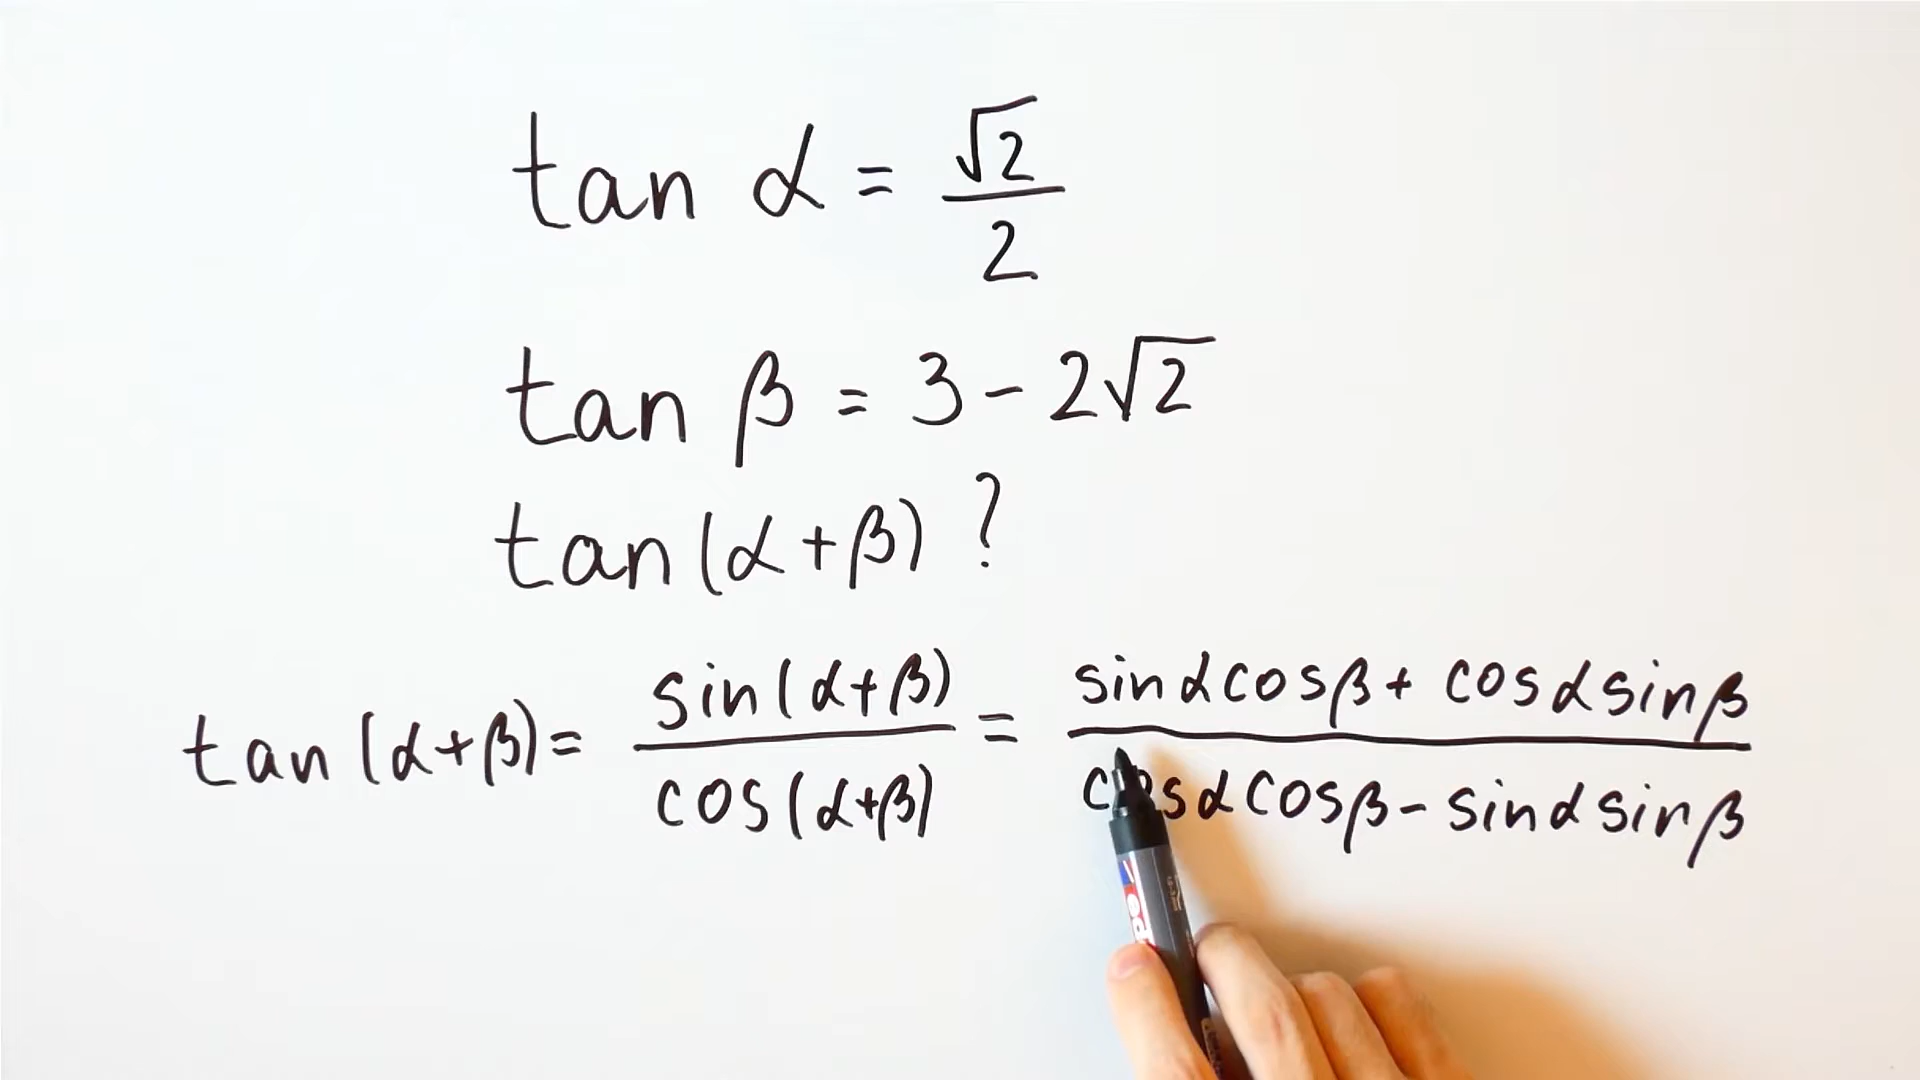 tan α = √2/2
tan β = 3 - 2√2
tan(α+β) ?
tan(α+β) = sin(α+β)/cos(α+β) = (sinα cosβ + cosα sinβ)/(cosα cosβ - sinα sinβ)